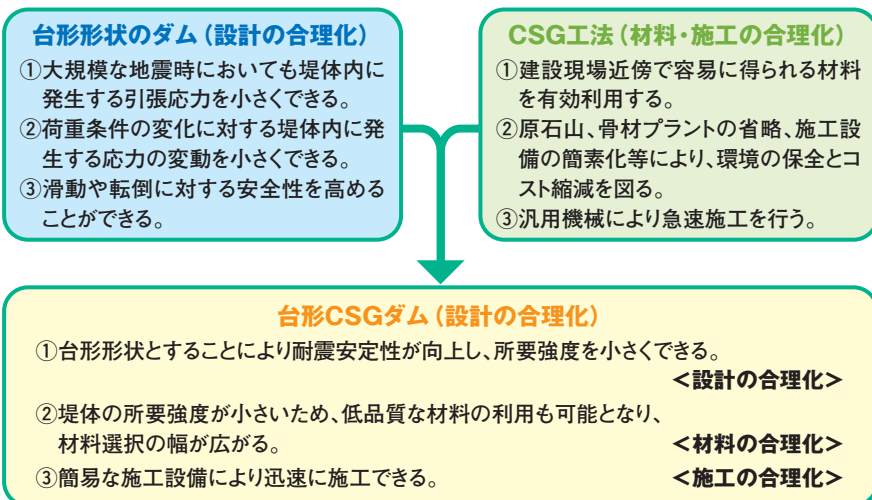 台形形状のダム（設計の合理化）
①大規模な地震時においても堤体内に
発生する引張応力を小さくできる。
②荷重条件の変化に対する堤体内に発
生する応力の変動を小さくできる。
③滑動や転倒に対する安全性を高める
ことができる。
CSG工法（材料・施工の合理化）
①建設現場近傍で容易に得られる材料
を有効利用する。
②原石山、骨材プラントの省略、施工設
備の簡素化等により、環境の保全とコ
スト縮減を図る。
③汎用機械により急速施工を行う。
台形CSGダム（設計の合理化）
①台形形状とすることにより耐震安定性が向上し、所要強度を小さくできる。
＜設計の合理化＞
②堤体の所要強度が小さいため、低品質な材料の利用も可能となり、
材料選択の幅が広がる。 ＜材料の合理化＞
③簡易な施工設備により迅速に施工できる。 ＜施工の合理化＞